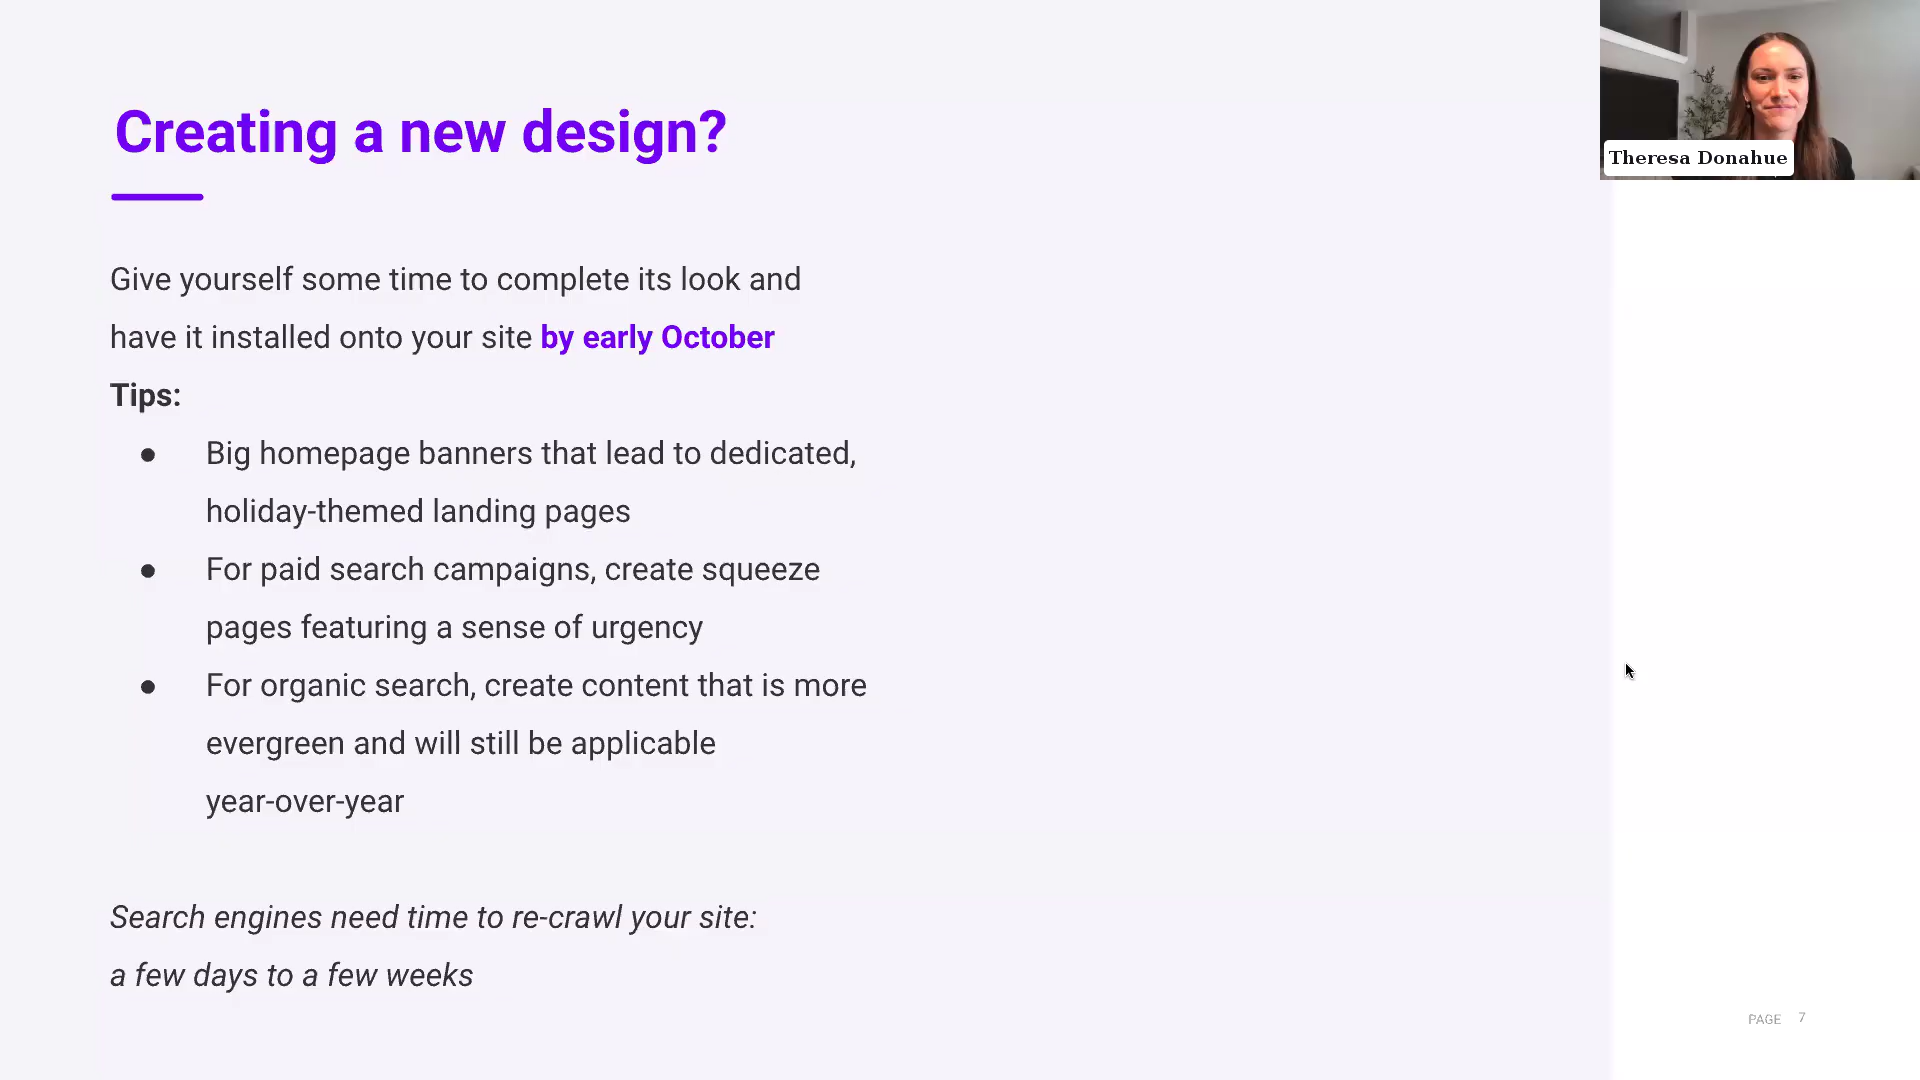 Creating a new design?
Theresa Donahue
Give yourself some time to complete its look and
have it installed onto your site by early October
Tips:
● Big homepage banners that lead to dedicated,
holiday-themed landing pages
● For paid search campaigns, create squeeze
pages featuring a sense of urgency
● For organic search, create content that is more
evergreen and will still be applicable
year-over-year
Search engines need time to re-crawl your site:
a few days to a few weeks
PAGE 7